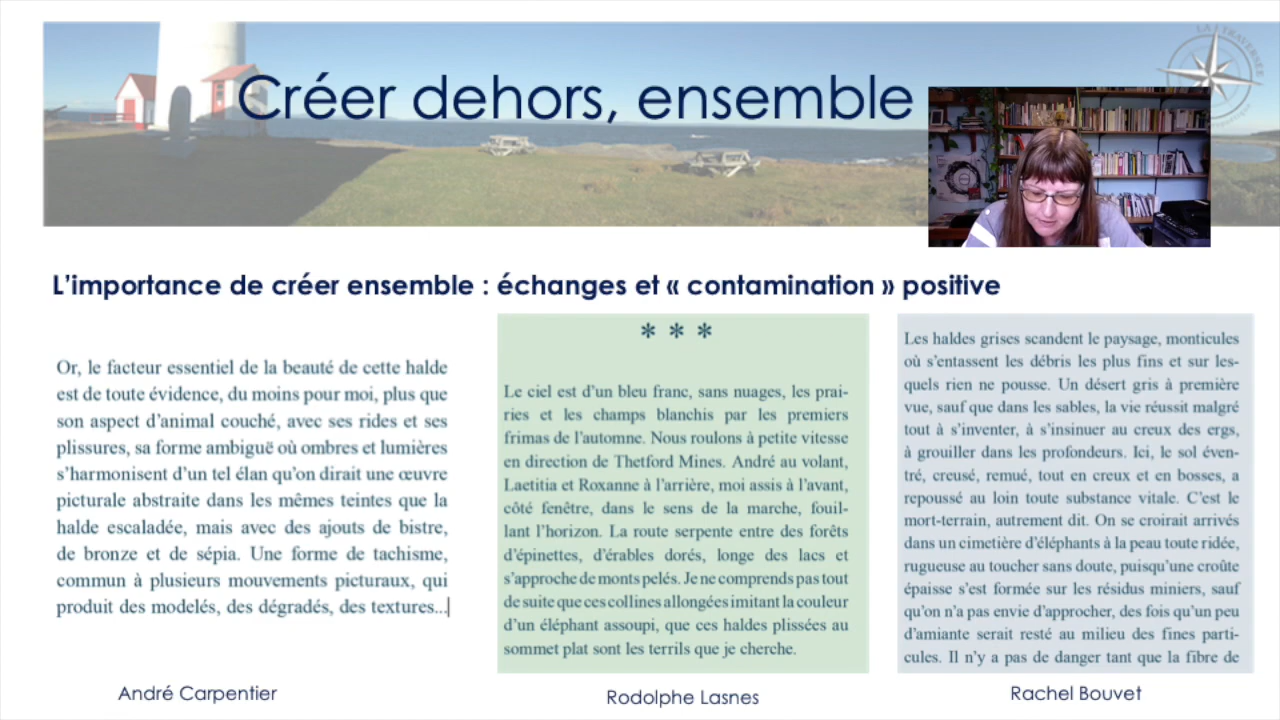 Créer dehors, ensemble
LA TRAVERSÉE
L'importance de créer ensemble : échanges et « contamination » positive
Or, le facteur essentiel de la beauté de cette halde
est de toute évidence, du moins pour moi, plus que
son aspect d'animal couché, avec ses rides et ses
plissures, sa forme ambiguë où ombres et lumières
s'harmonisent d'un tel élan qu'on dirait une œuvre
picturale abstraite dans les mêmes teintes que la
halde escaladée, mais avec des ajouts de bistre,
de bronze et de sépia. Une forme de tachisme,
commun à plusieurs mouvements picturaux, qui
produit des modelés, des dégradés, des textures...
André Carpentier
* * *
Le ciel est d'un bleu franc, sans nuages, les prai-
ries et les champs blanchis par les premiers
frimas de l'automne. Nous roulons à petite vitesse
en direction de Thetford Mines. André au volant,
Laetitia et Roxanne à l'arrière, moi assis à l'avant,
côté fenêtre, dans le sens de la marche, fouil-
lant l'horizon. La route serpente entre des forêts
d'épinettes, d'érables dorés, longe des lacs et
s'approche de monts pelés. Je ne comprends pas tout
de suite que ces collines allongées imitant la couleur
d'un éléphant assoupi, que ces haldes plissées au
sommet plat sont les terrils que je cherche.
Rodolphe Lasnes
Les haldes grises scandent le paysage, monticules
où s'entassent les débris les plus fins et sur les-
quels rien ne pousse. Un désert gris à première
vue, sauf que dans les sables, la vie réussit malgré
tout à s'inventer, à s'insinuer au creux des ergs,
à grouiller dans les profondeurs. Ici, le sol éven-
tré, creusé, remué, tout en creux et en bosses, a
repoussé au loin toute substance vitale. C'est le
mort-terrain, autrement dit. On se croirait arrivés
dans un cimetière d'éléphants à la peau toute ridée,
rugueuse au toucher sans doute, puisqu'une croûte
épaisse s'est formée sur les résidus miniers, sauf
qu'on n'a pas envie d'approcher, des fois qu'un peu
d'amiante serait resté au milieu des fines parti-
cules. Il n'y a pas de danger tant que la fibre de
Rachel Bouvet